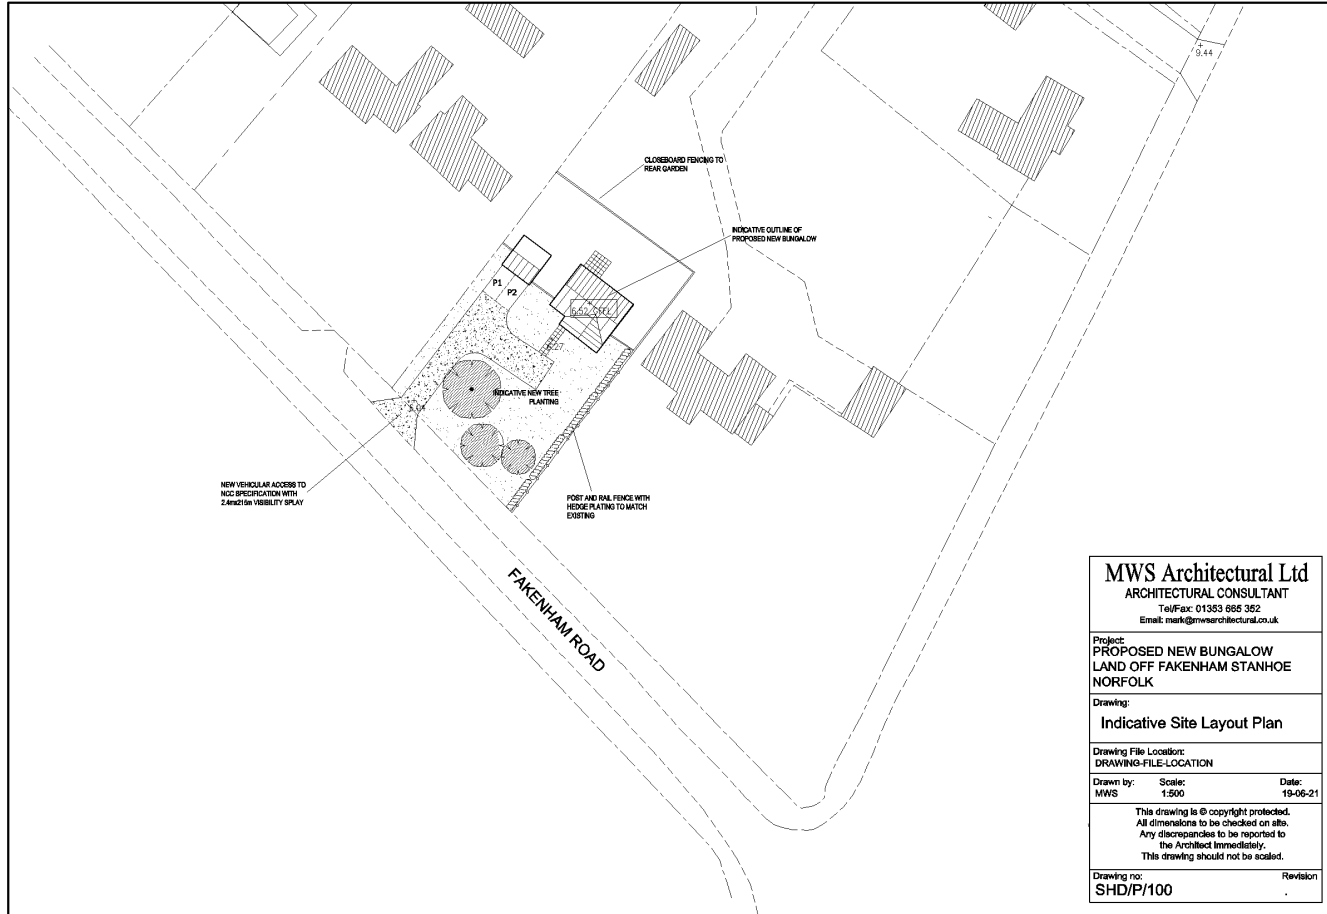 9.44
CLOSEBOARD FENCING TO
REAR GARDEN
INDICATIVE OUTLINE OF
PROPOSED NEW BUNGALOW
P1
P2
INDICATIVE NEW TREE
PLANTING
NEW VEHICULAR ACCESS TO
NCC SPECIFICATION WITH
2.4mx215m VISIBILITY SPLAY
POST AND RAIL FENCE WITH
HEDGE PLATING TO MATCH
EXISTING
FAKENHAM ROAD
MWS Architectural Ltd
ARCHITECTURAL CONSULTANT
Tel/Fax: 01353 665 352
Email: mark@mwsarchitectural.co.uk
Project:
PROPOSED NEW BUNGALOW
LAND OFF FAKENHAM STANHOE
NORFOLK
Drawing:
Indicative Site Layout Plan
Drawing File Location:
DRAWING-FILE-LOCATION
Drawn by: Scale: Date:
MWS 1:500 19-06-21
This drawing is © copyright protected.
All dimensions to be checked on site.
Any discrepancies to be reported to
the Architect immediately.
This drawing should not be scaled.
Drawing no: Revision
SHD/P/100 .